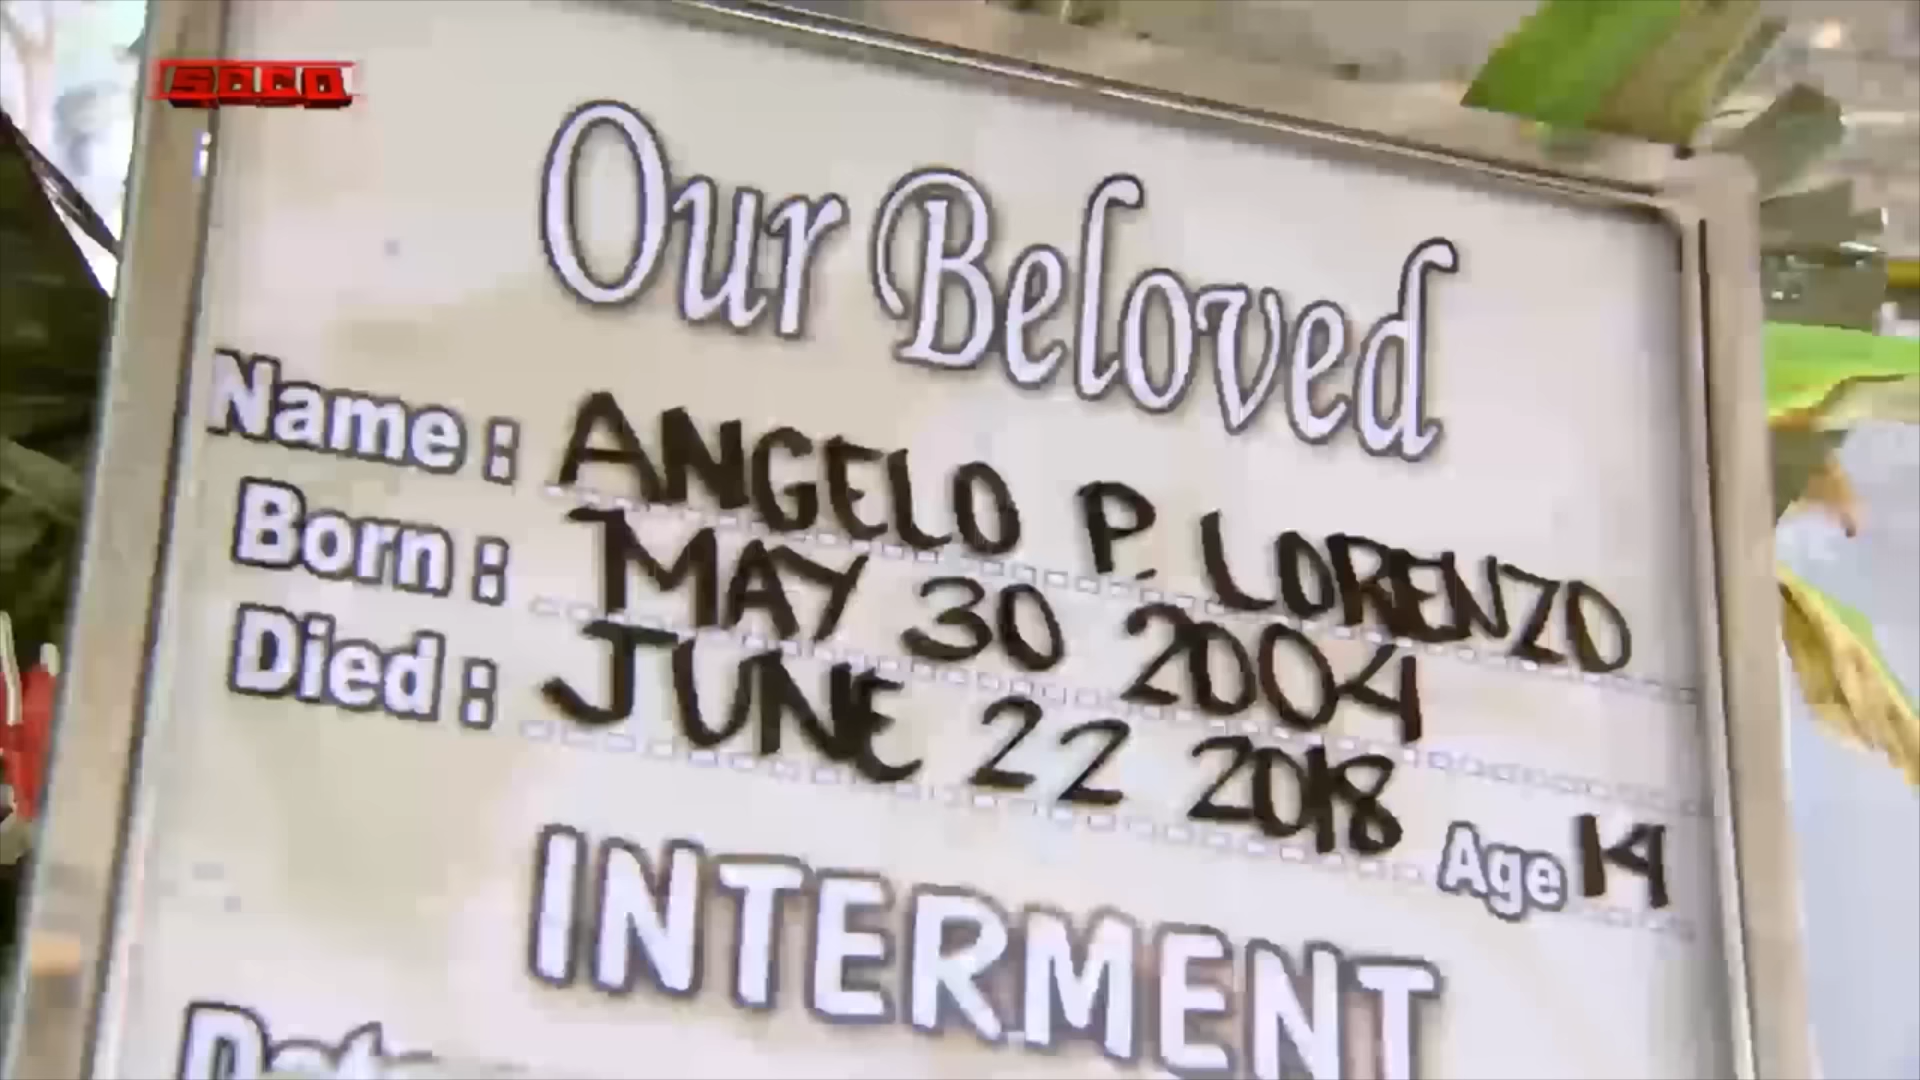 SOCO
Our Beloved
Name : ANGELO P. LORENZO
Born : MAY 30 2004
Died : JUNE 22 2018 Age 14
INTERMENT